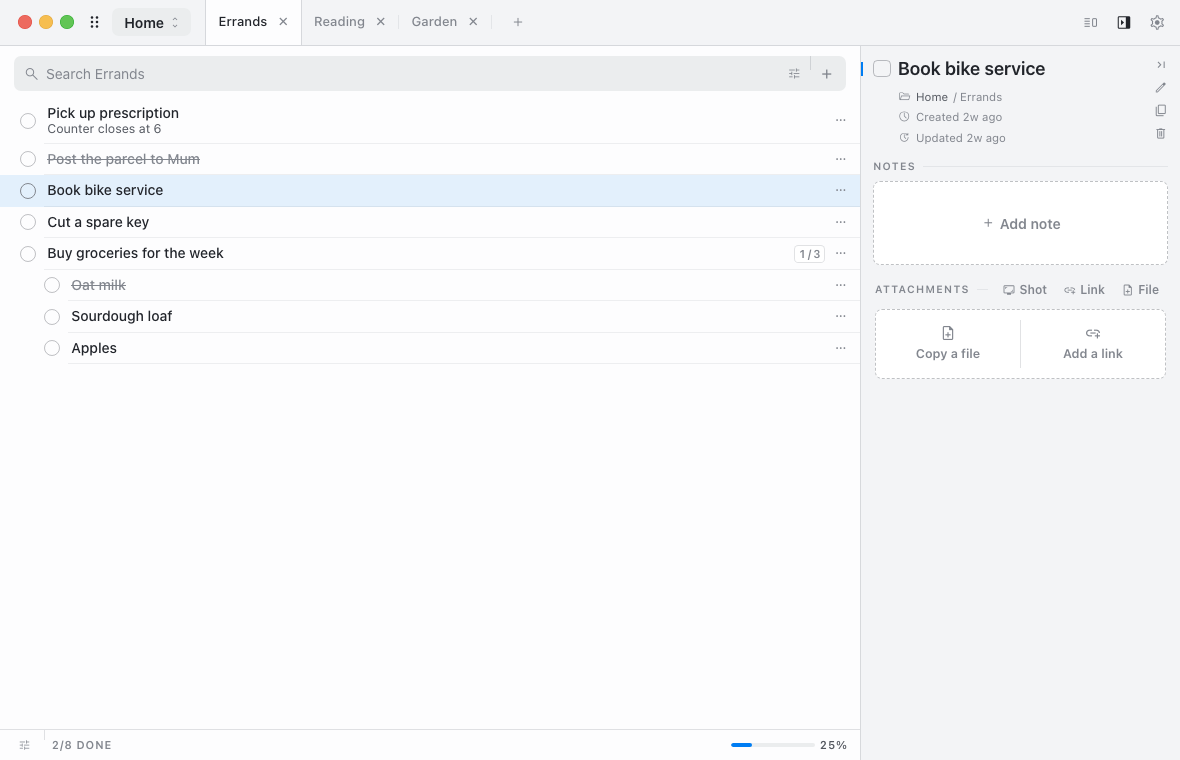 Home
Errands
Reading
Garden
Search Errands
Pick up prescription
Counter closes at 6
Post the parcel to Mum
Book bike service
Cut a spare key
Buy groceries for the week
1/3
Oat milk
Sourdough loaf
Apples
2/8 DONE
25%
Book bike service
Home / Errands
Created 2w ago
Updated 2w ago
NOTES
+ Add note
ATTACHMENTS
Shot
Link
File
Copy a file
Add a link